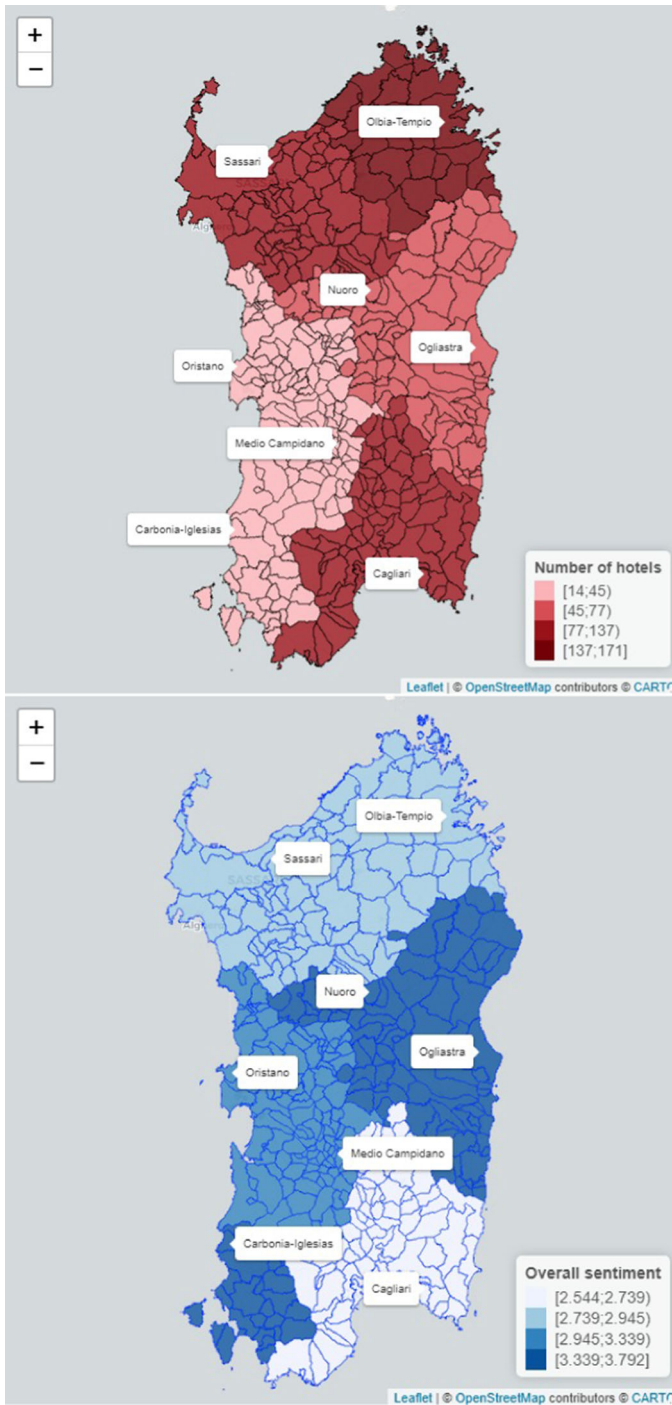 +
−
Olbia-Tempio
Sassari
SASSARI
Nuoro
Ogliastra
Oristano
Medio Campidano
Carbonia-Iglesias
Cagliari
Number of hotels
[14;45)
[45;77)
[77;137)
[137;171]
Leaflet | © OpenStreetMap contributors © CARTO
+
−
Olbia-Tempio
Sassari
Nuoro
Ogliastra
Oristano
Medio Campidano
Carbonia-Iglesias
Cagliari
Overall sentiment
[2.544;2.739)
[2.739;2.945)
[2.945;3.339)
[3.339;3.792]
Leaflet | © OpenStreetMap contributors © CARTO